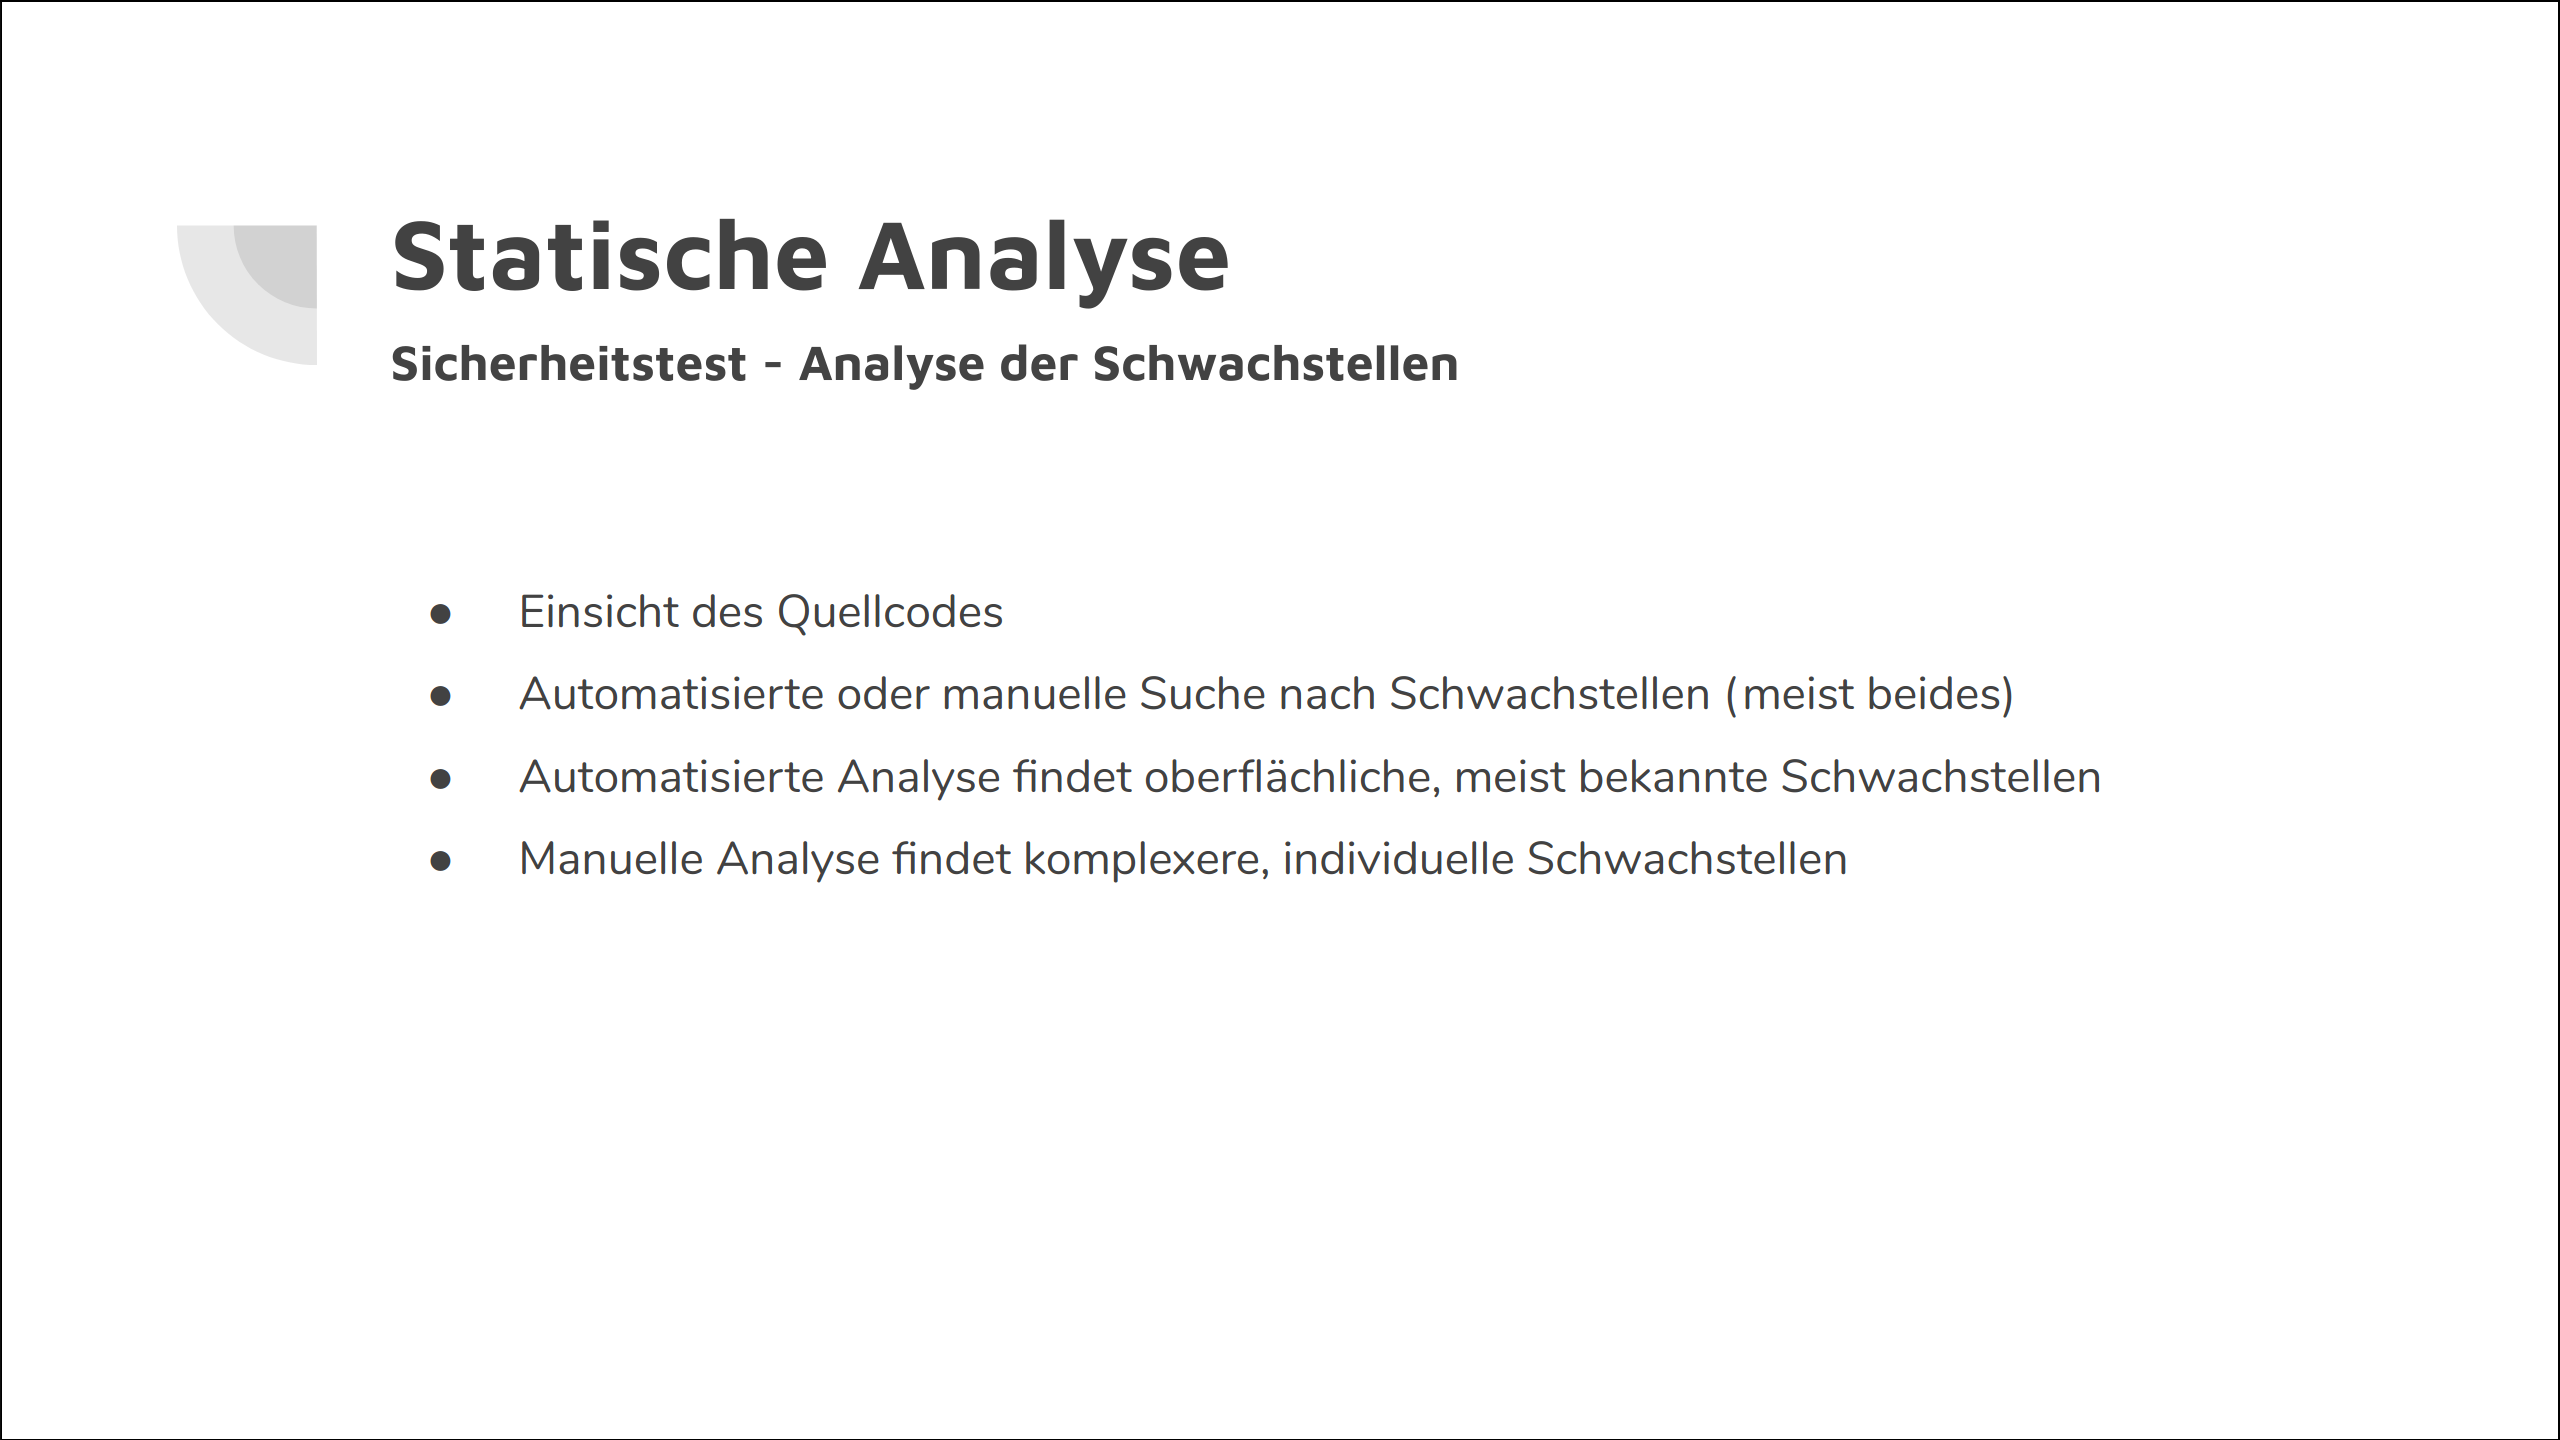 Statische Analyse
Sicherheitstest - Analyse der Schwachstellen
● Einsicht des Quellcodes
● Automatisierte oder manuelle Suche nach Schwachstellen (meist beides)
● Automatisierte Analyse findet oberflächliche, meist bekannte Schwachstellen
● Manuelle Analyse findet komplexere, individuelle Schwachstellen